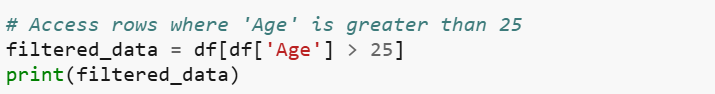 # Access rows where 'Age' is greater than 25
filtered_data = df[df['Age'] > 25]
print(filtered_data)